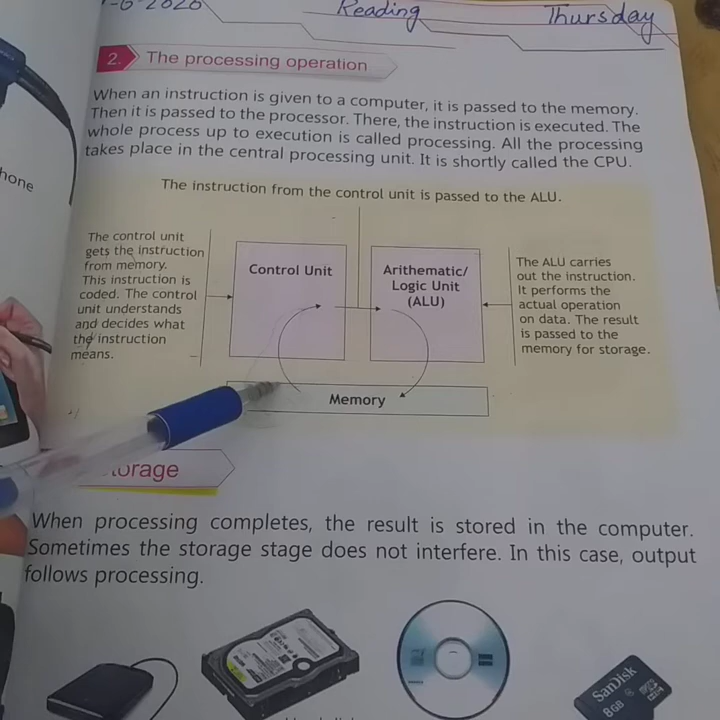 -6-2020
Reading
Thursday
2.
The processing operation
When an instruction is given to a computer, it is passed to the memory.
Then it is passed to the processor. There, the instruction is executed. The
whole process up to execution is called processing. All the processing
takes place in the central processing unit. It is shortly called the CPU.
hone
The instruction from the control unit is passed to the ALU.
The control unit
gets the instruction
from memory.
This instruction is
coded. The control
unit understands
and decides what
the instruction
means.
Control Unit
Arithematic/
Logic Unit
(ALU)
The ALU carries
out the instruction.
It performs the
actual operation
on data. The result
is passed to the
memory for storage.
Memory
orage
When processing completes, the result is stored in the computer.
Sometimes the storage stage does not interfere. In this case, output
follows processing.
SanDisk
8GB